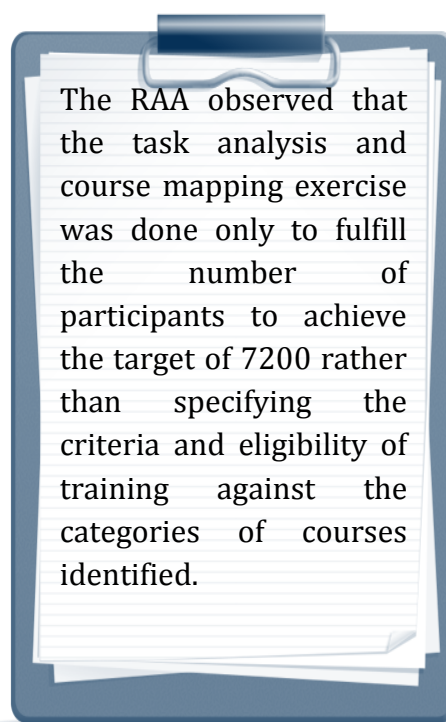 The RAA observed that
the task analysis and
course mapping exercise
was done only to fulfill
the number of
participants to achieve
the target of 7200 rather
than specifying the
criteria and eligibility of
training against the
categories of courses
identified.